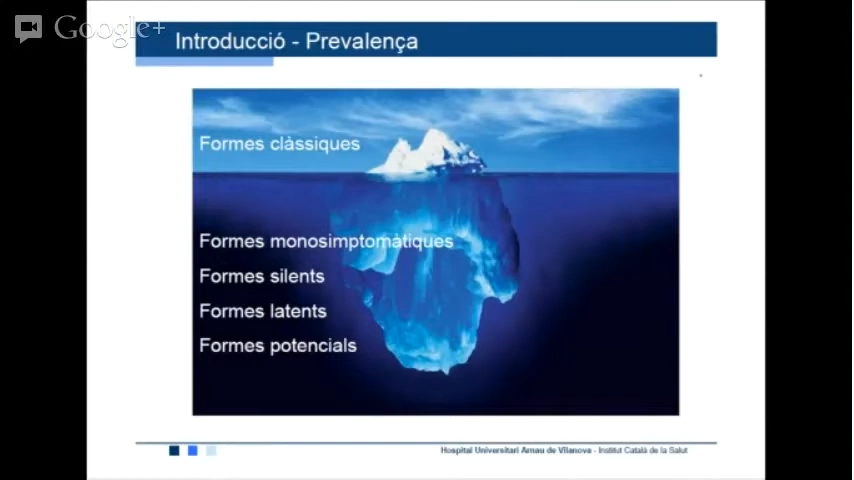 Google+
Introducció - Prevalença
Formes clàssiques
Formes monosimptomàtiques
Formes silents
Formes latents
Formes potencials
Hospital Universitari Arnau de Vilanova - Institut Català de la Salut